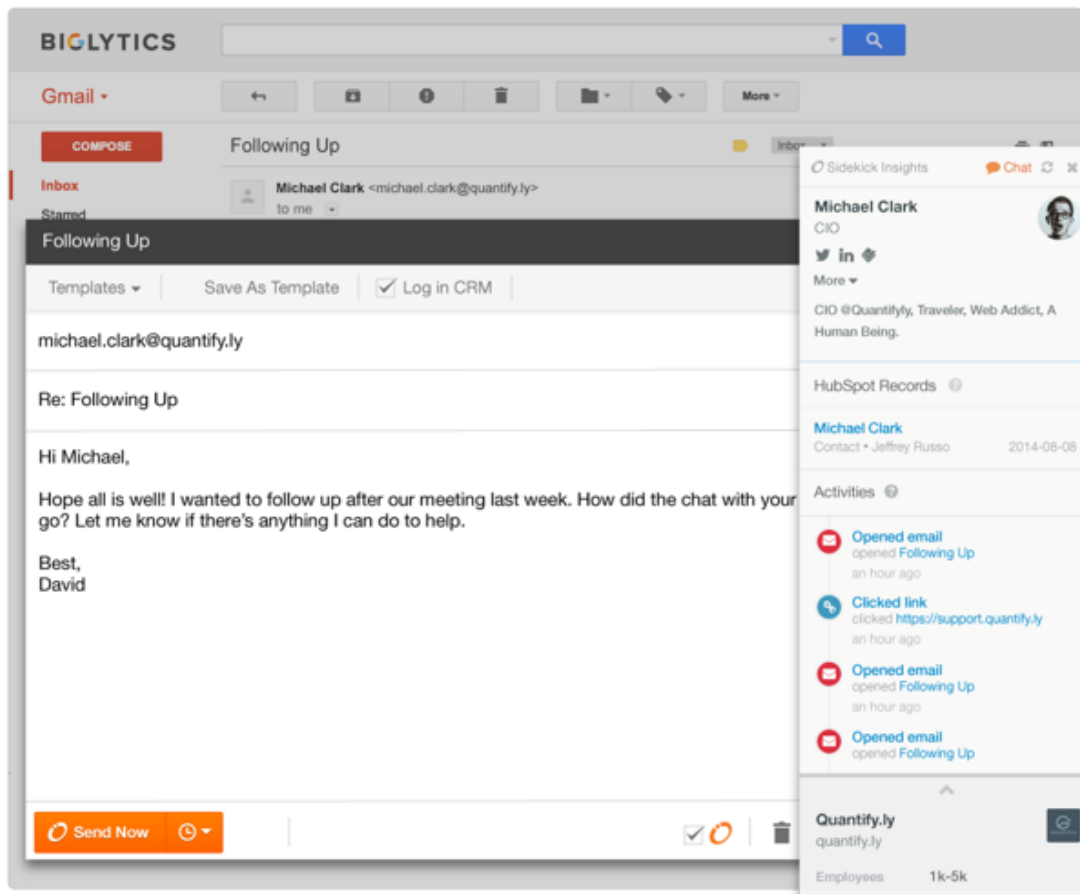 BIGLYTICS
Gmail
More
COMPOSE
Following Up
Inbox
Inbox
Michael Clark <michael.clark@quantify.ly>
to me
Starred
Following Up
Templates
Save As Template
Log in CRM
michael.clark@quantify.ly
Re: Following Up
Hi Michael,
Hope all is well! I wanted to follow up after our meeting last week. How did the chat with your
go? Let me know if there's anything I can do to help.
Best,
David
Send Now
Sidekick Insights
Chat
Michael Clark
CIO
More
CIO @Quantifyly, Traveler, Web Addict, A
Human Being.
HubSpot Records
Michael Clark
Contact • Jeffrey Russo 2014-08-08
Activities
Opened email
opened Following Up
an hour ago
Clicked link
clicked https://support.quantify.ly
an hour ago
Opened email
opened Following Up
an hour ago
Opened email
opened Following Up
Quantify.ly
quantify.ly
Employees 1k-5k